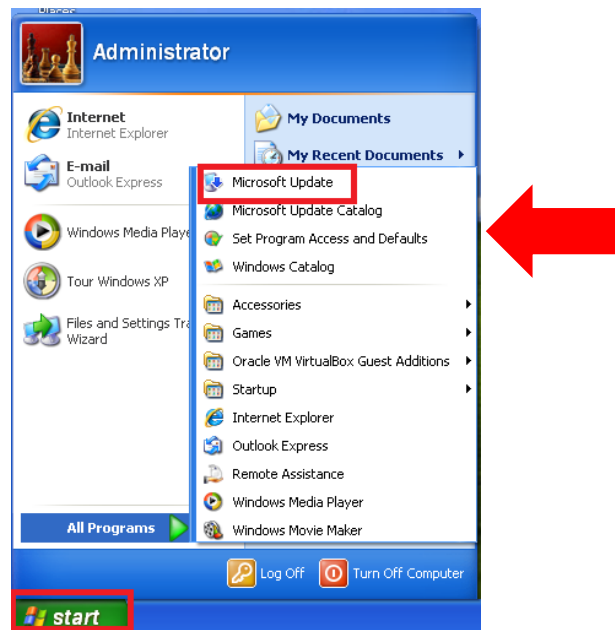 Places
Administrator
Internet
Internet Explorer
E-mail
Outlook Express
Windows Media Playe
Tour Windows XP
Files and Settings Tra
Wizard
All Programs
My Documents
My Recent Documents
Microsoft Update
Microsoft Update Catalog
Set Program Access and Defaults
Windows Catalog
Accessories
Games
Oracle VM VirtualBox Guest Additions
Startup
Internet Explorer
Outlook Express
Remote Assistance
Windows Media Player
Windows Movie Maker
Log Off
Turn Off Computer
start